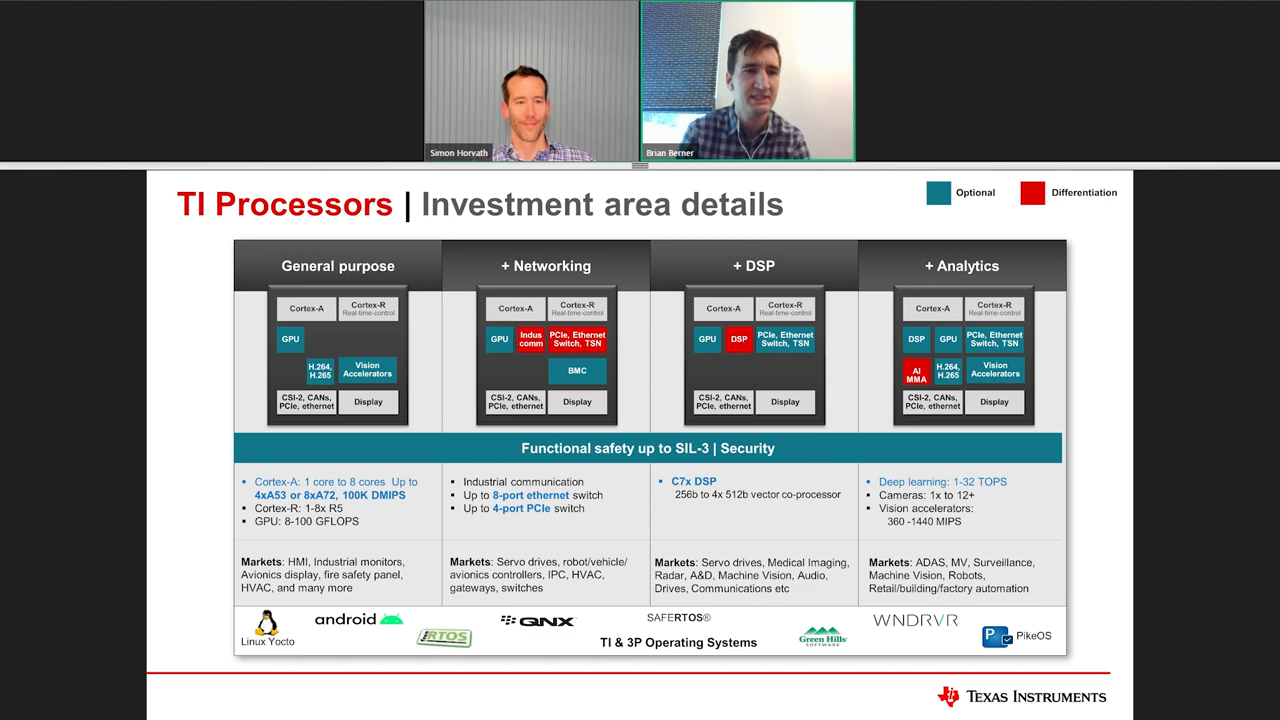 Simon Horvath
Brian Berner
TI Processors | Investment area details
Optional
Differentiation
General purpose
Cortex-A
Cortex-R
Real-time-control
GPU
H.264,
H.265
Vision
Accelerators
CSI-2, CANs,
PCIe, ethernet
Display
+ Networking
Cortex-A
Cortex-R
Real-time-control
GPU
Indus
comm
PCIe, Ethernet
Switch, TSN
BMC
CSI-2, CANs,
PCIe, ethernet
Display
+ DSP
Cortex-A
Cortex-R
Real-time-control
GPU
DSP
PCIe, Ethernet
Switch, TSN
CSI-2, CANs,
PCIe, ethernet
Display
+ Analytics
Cortex-A
Cortex-R
Real-time-control
DSP
GPU
PCIe, Ethernet
Switch, TSN
AI
MMA
H.264,
H.265
Vision
Accelerators
CSI-2, CANs,
PCIe, ethernet
Display
Functional safety up to SIL-3 | Security
▪ Cortex-A: 1 core to 8 cores Up to
4xA53 or 8xA72, 100K DMIPS
▪ Cortex-R: 1-8x R5
▪ GPU: 8-100 GFLOPS
▪ Industrial communication
▪ Up to 8-port ethernet switch
▪ Up to 4-port PCIe switch
▪ C7x DSP
256b to 4x 512b vector co-processor
▪ Deep learning: 1-32 TOPS
▪ Cameras: 1x to 12+
▪ Vision accelerators:
360 -1440 MIPS
Markets: HMI, Industrial monitors,
Avionics display, fire safety panel,
HVAC, and many more
Markets: Servo drives, robot/vehicle/
avionics controllers, IPC, HVAC,
gateways, switches
Markets: Servo drives, Medical Imaging,
Radar, A&D, Machine Vision, Audio,
Drives, Communications etc
Markets: ADAS, MV, Surveillance,
Machine Vision, Robots,
Retail/building/factory automation
Linux Yocto
android
RTOS
QNX
SAFERTOS®
TI & 3P Operating Systems
Green Hills
SOFTWARE
WNDRVR
P
PikeOS
TEXAS INSTRUMENTS